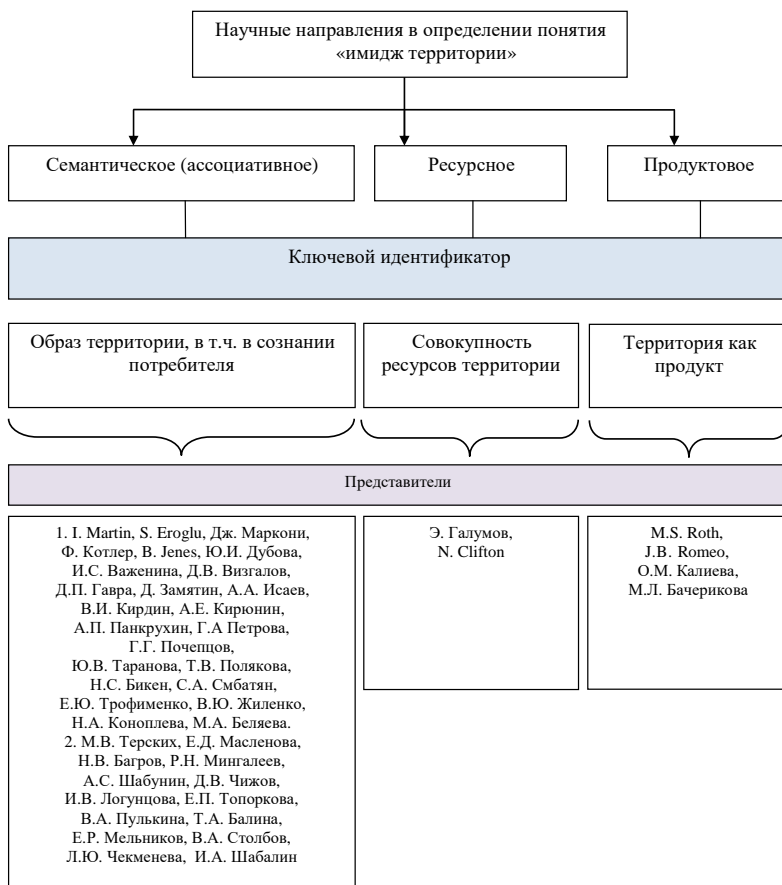 Научные направления в определении понятия
«имидж территории»
Семантическое (ассоциативное)
Ресурсное
Продуктовое
Ключевой идентификатор
Образ территории, в т.ч. в сознании
потребителя
Совокупность
ресурсов территории
Территория как
продукт
Представители
1. I. Martin, S. Eroglu, Дж. Маркони,
Ф. Котлер, B. Jenes, Ю.И. Дубова,
И.С. Важенина, Д.В. Визгалов,
Д.П. Гавра, Д. Замятин, А.А. Исаев,
В.И. Кирдин, А.Е. Кирюнин,
А.П. Панкрухин, Г.А Петрова,
Г.Г. Почепцов,
Ю.В. Таранова, Т.В. Полякова,
Н.С. Бикен, С.А. Смбатян,
Е.Ю. Трофименко, В.Ю. Жиленко,
Н.А. Коноплева, М.А. Беляева.
2. М.В. Терских, Е.Д. Масленова,
Н.В. Багров, Р.Н. Мингалеев,
А.С. Шабунин, Д.В. Чижов,
И.В. Логунцова, Е.П. Топоркова,
В.А. Пулькина, Т.А. Балина,
Е.Р. Мельников, В.А. Столбов,
Л.Ю. Чекменева, И.А. Шабалин
Э. Галумов,
N. Clifton
M.S. Roth,
J.B. Romeo,
О.М. Калиева,
М.Л. Бачерикова